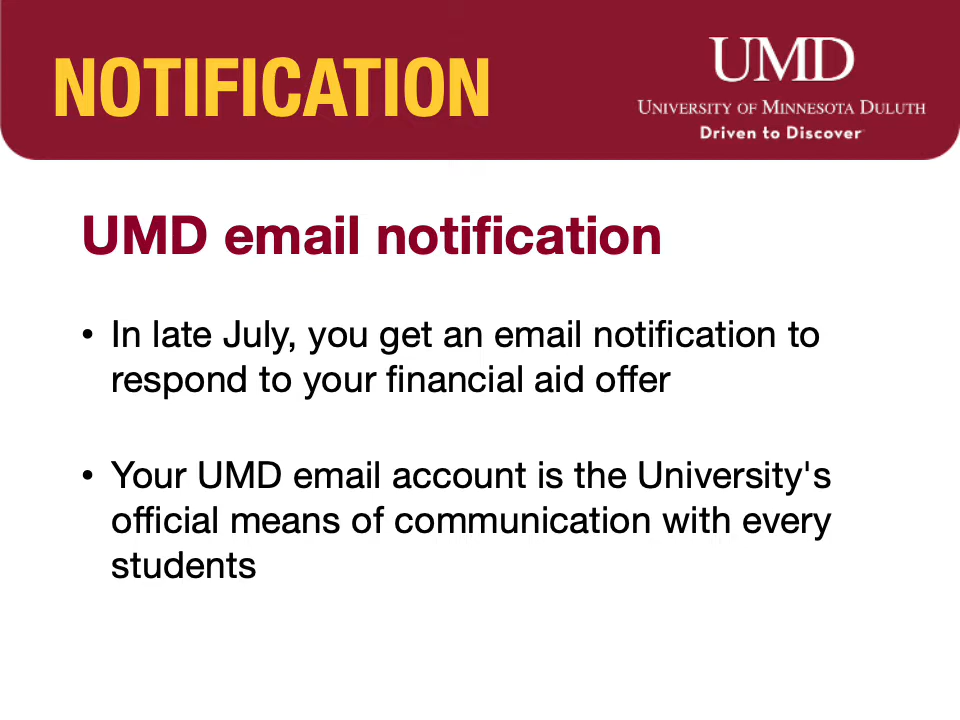 NOTIFICATION
UMD
UNIVERSITY OF MINNESOTA DULUTH
Driven to Discover
UMD email notification
• In late July, you get an email notification to
respond to your financial aid offer
• Your UMD email account is the University's
official means of communication with every
students